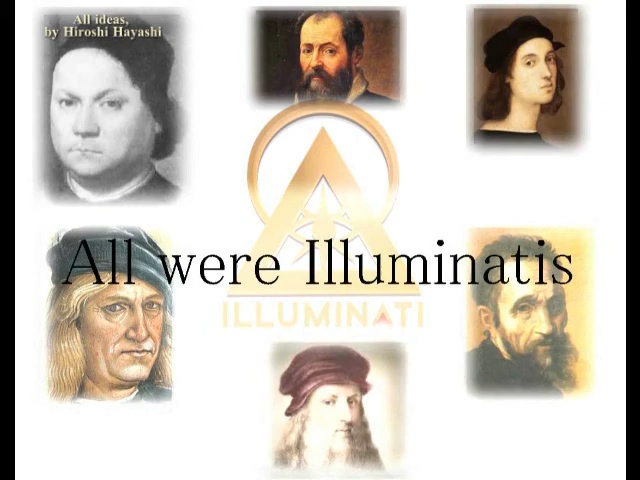 All ideas,
by Hiroshi Hayashi
All were Illuminatis
ILLUMINATI